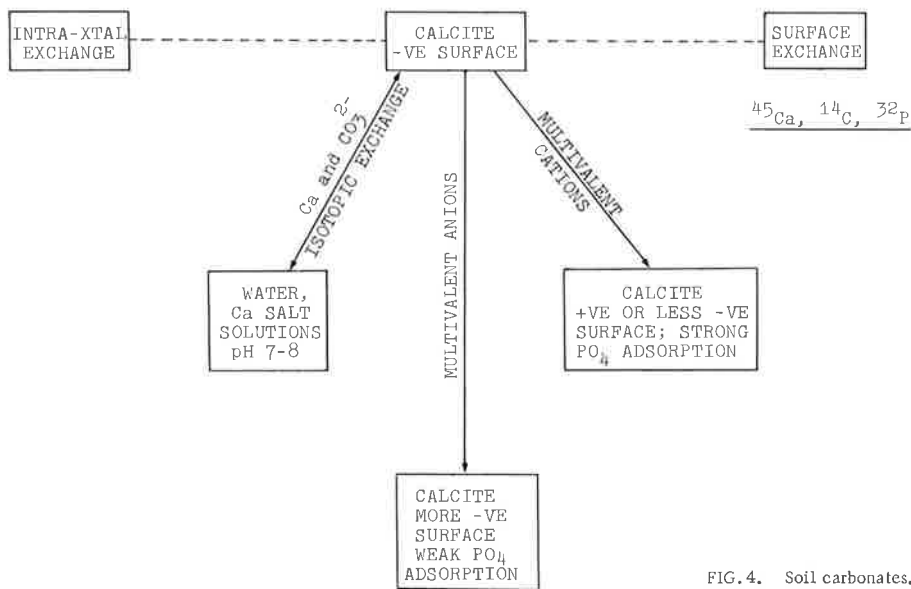 INTRA-XTAL
EXCHANGE
CALCITE
-VE SURFACE
SURFACE
EXCHANGE
45Ca, 14C, 32P
Ca and CO3 2-
ISOTOPIC EXCHANGE
MULTIVALENT ANIONS
MULTIVALENT
CATIONS
WATER,
Ca SALT
SOLUTIONS
pH 7-8
CALCITE
+VE OR LESS -VE
SURFACE; STRONG
PO4 ADSORPTION
CALCITE
MORE -VE
SURFACE
WEAK PO4
ADSORPTION
FIG. 4. Soil carbonates.